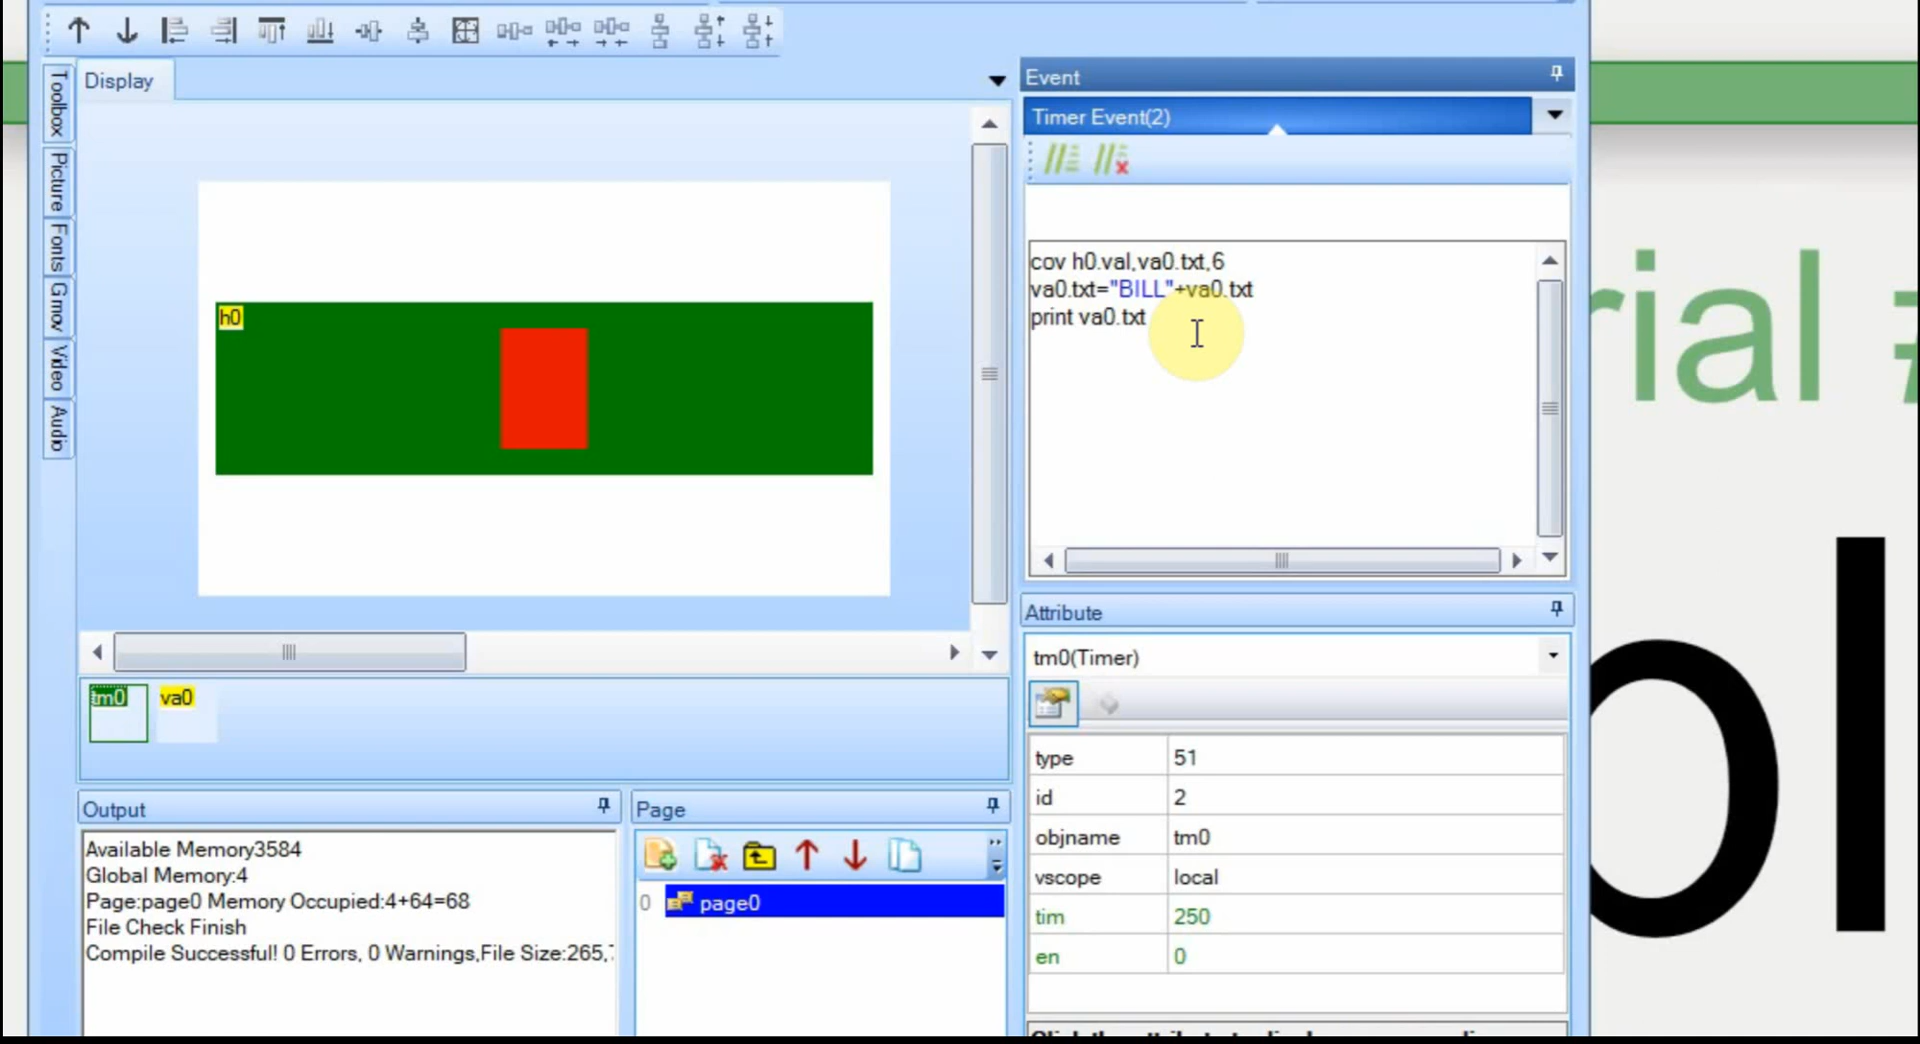 Display
Toolbox
Picture
Fonts
Gmov
Video
Audio
h0
tm0
va0
Output
Available Memory3584
Global Memory:4
Page:page0 Memory Occupied:4+64=68
File Check Finish
Compile Successful! 0 Errors, 0 Warnings,File Size:265,
Page
0 page0
Event
Timer Event(2)
cov h0.val,va0.txt,6
va0.txt="BILL"+va0.txt
print va0.txt
Attribute
tm0(Timer)
type 51
id 2
objname tm0
vscope local
tim 250
en 0
rial #
ol